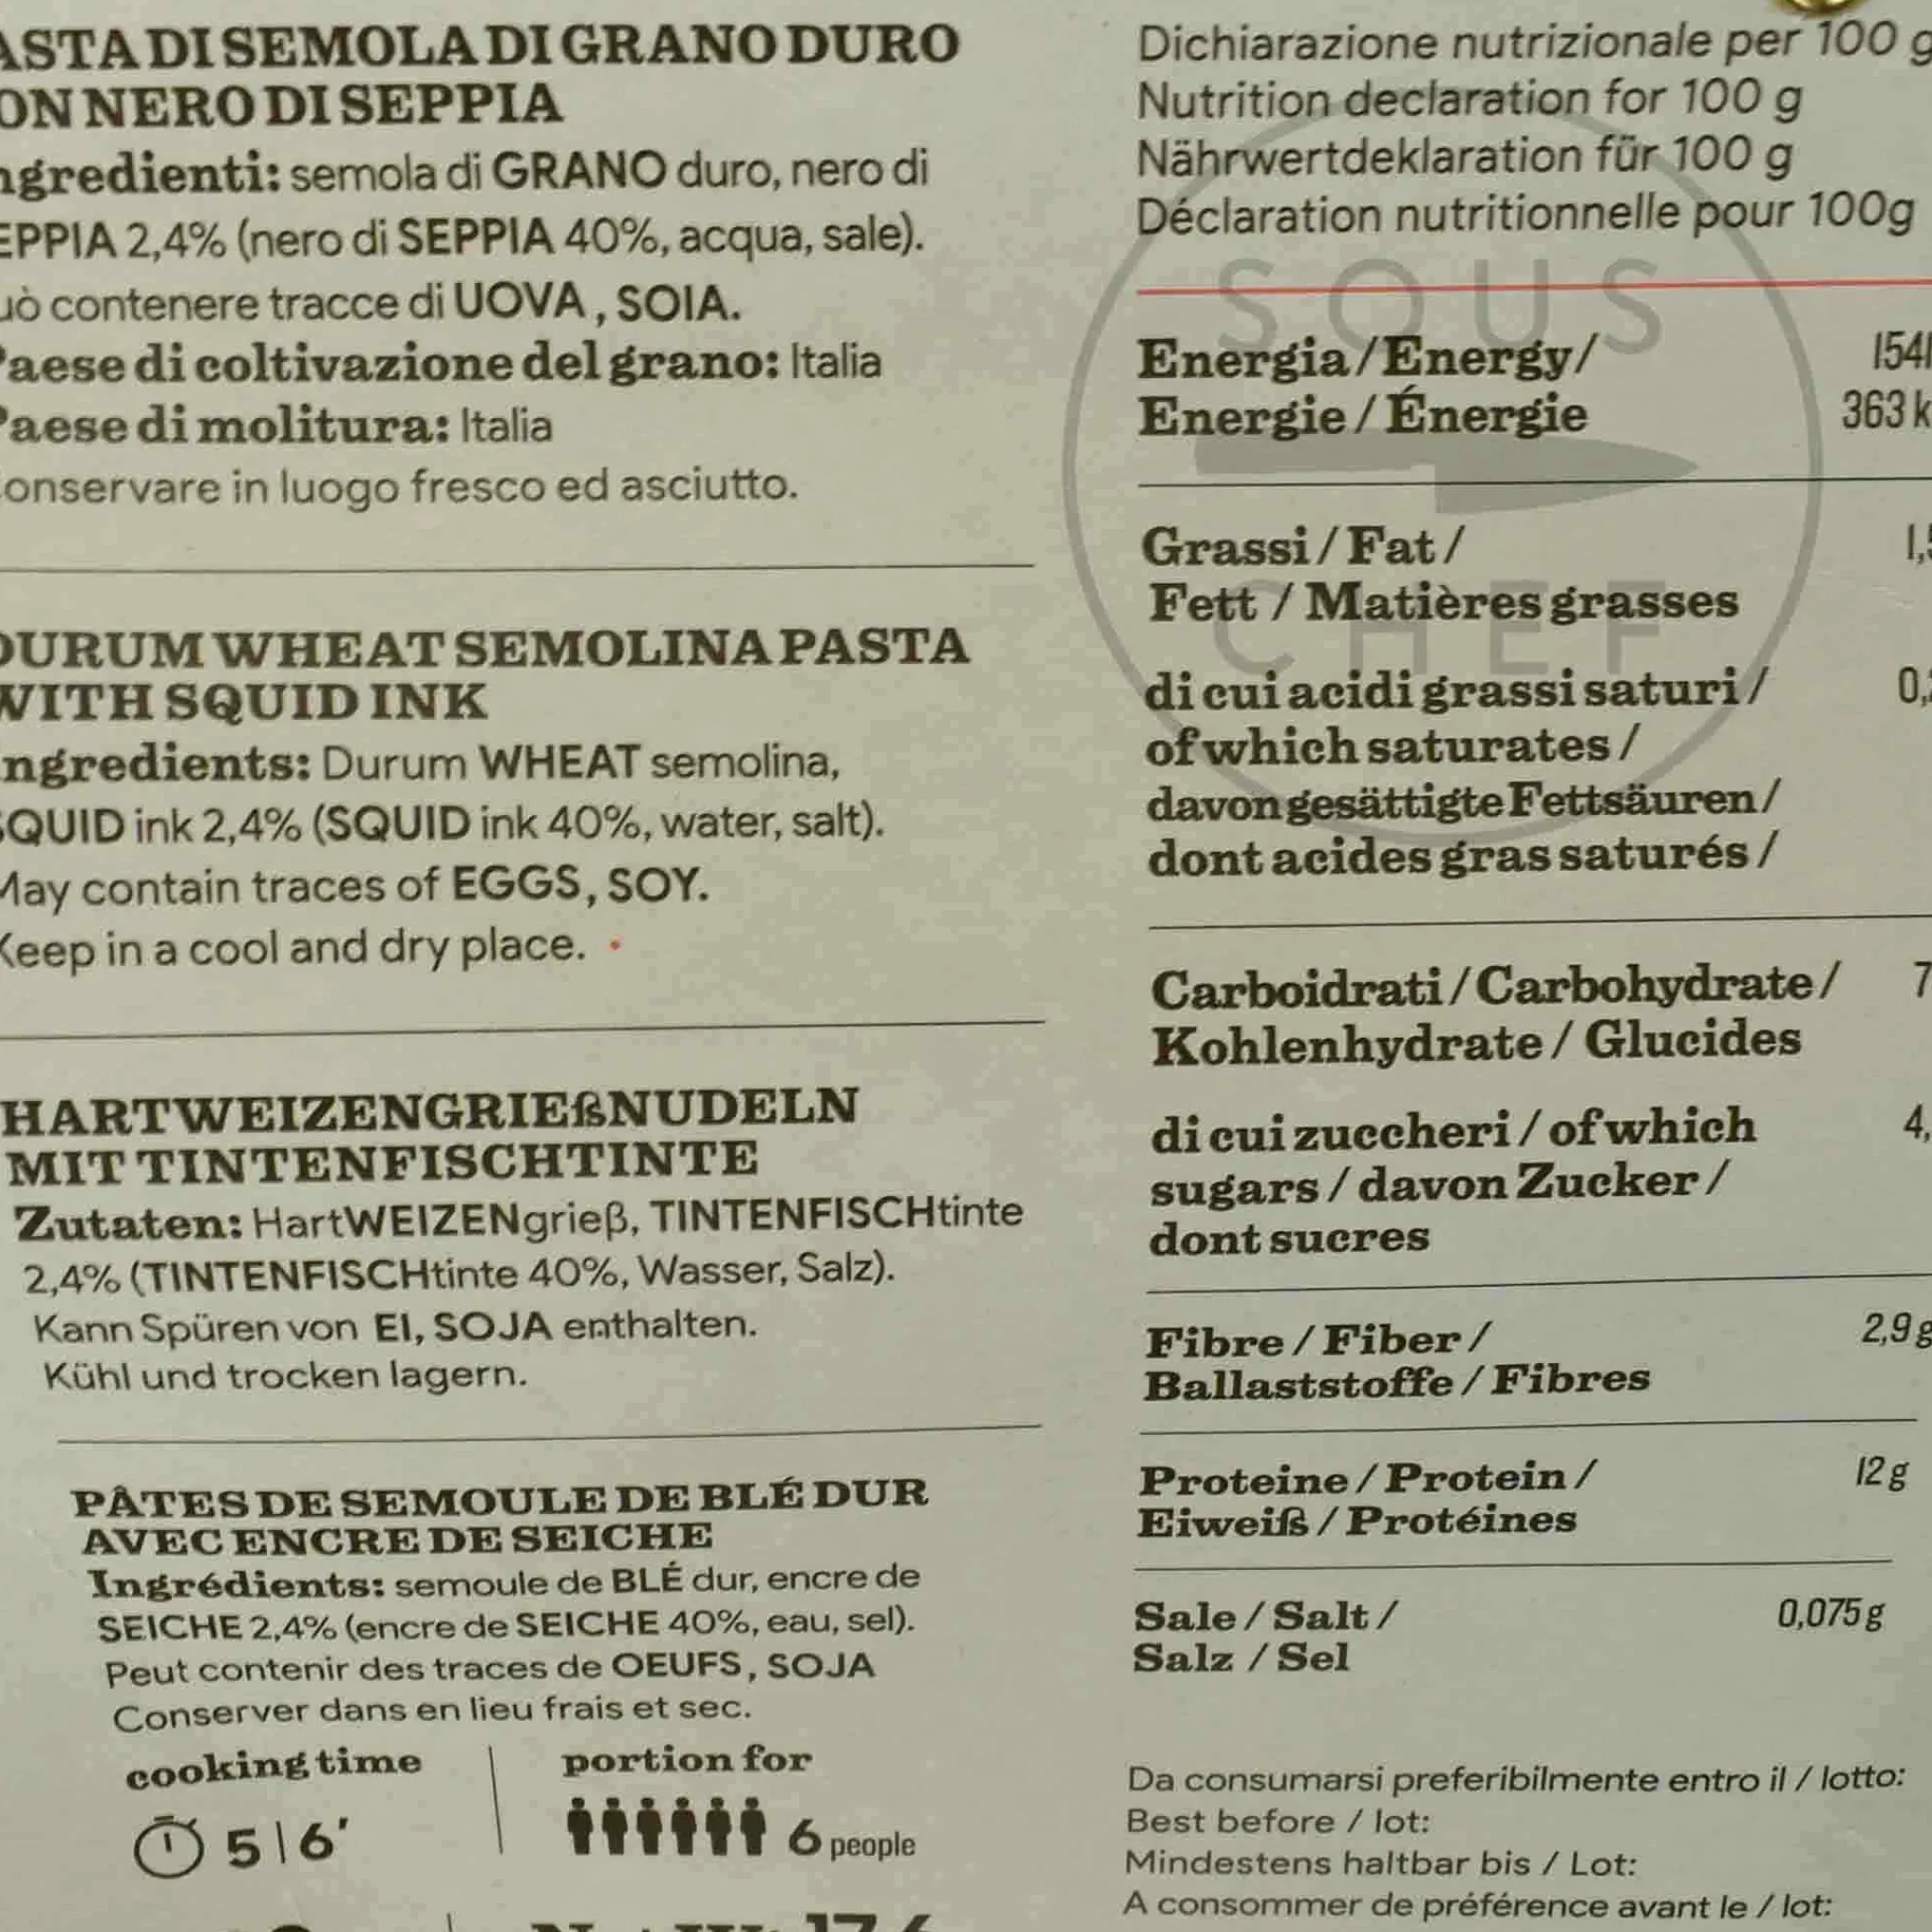 ASTA DI SEMOLA DI GRANO DURO
ON NERO DI SEPPIA
ngredienti: semola di GRANO duro, nero di
EPPIA 2,4% (nero di SEPPIA 40%, acqua, sale).
uò contenere tracce di UOVA, SOIA.
Paese di coltivazione del grano: Italia
Paese di molitura: Italia
Conservare in luogo fresco ed asciutto.
DURUM WHEAT SEMOLINA PASTA
WITH SQUID INK
Ingredients: Durum WHEAT semolina,
SQUID ink 2,4% (SQUID ink 40%, water, salt).
May contain traces of EGGS, SOY.
Keep in a cool and dry place.
HARTWEIZENGRIEßNUDELN
MIT TINTENFISCHTINTE
Zutaten: HartWEIZENgrieß, TINTENFISCHtinte
2,4% (TINTENFISCHtinte 40%, Wasser, Salz).
Kann Spüren von EI, SOJA enthalten.
Kühl und trocken lagern.
PÂTES DE SEMOULE DE BLÉ DUR
AVEC ENCRE DE SEICHE
Ingrédients: semoule de BLÉ dur, encre de
SEICHE 2,4% (encre de SEICHE 40%, eau, sel).
Peut contenir des traces de OEUFS, SOJA
Conserver dans en lieu frais et sec.
cooking time
5|6'
portion for
6 people
Dichiarazione nutrizionale per 100 g
Nutrition declaration for 100 g
Nährwertdeklaration für 100 g
Déclaration nutritionnelle pour 100g
SOUS
CHEF
Energia / Energy / 1541
Energie / Énergie 363 k
Grassi / Fat /
Fett / Matières grasses
di cui acidi grassi saturi /
of which saturates /
davon gesättigte Fettsäuren /
dont acides gras saturés /
Carboidrati / Carbohydrate / 7
Kohlenhydrate / Glucides
di cui zuccheri / of which 4,
sugars / davon Zucker /
dont sucres
Fibre / Fiber / 2,9 g
Ballaststoffe / Fibres
Proteine / Protein / 12 g
Eiweiß / Protéines
Sale / Salt / 0,075 g
Salz / Sel
Da consumarsi preferibilmente entro il / lotto:
Best before / lot:
Mindestens haltbar bis / Lot:
A consommer de préférence avant le / lot: